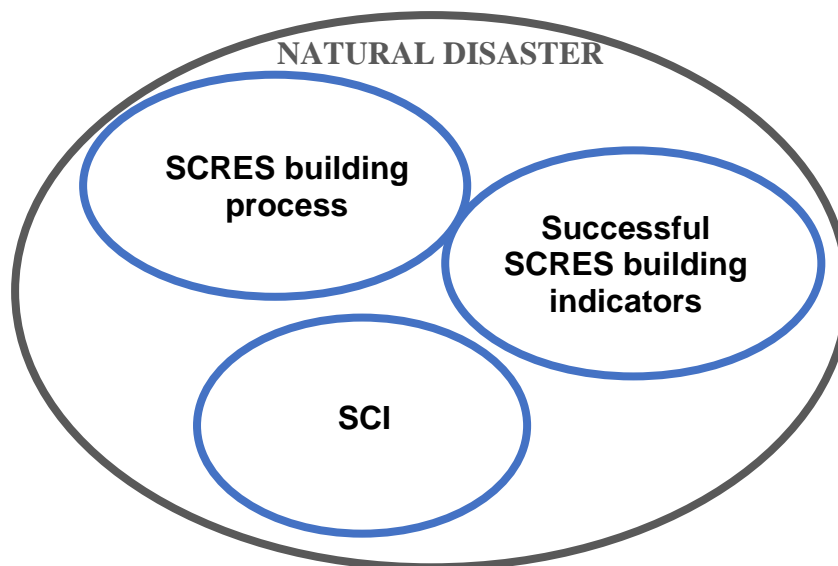 NATURAL DISASTER
SCRES building
process
Successful
SCRES building
indicators
SCI